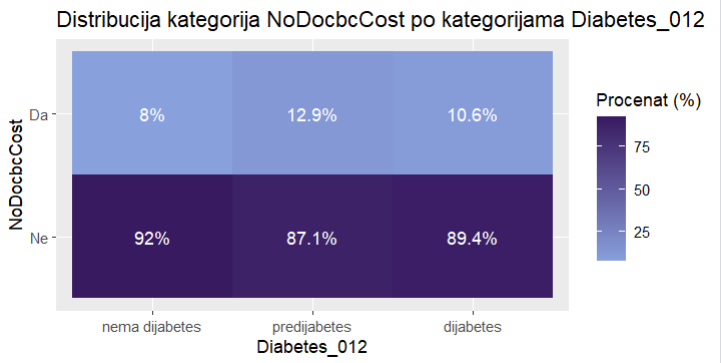 Distribucija kategorija NoDocbcCost po kategorijama Diabetes_012
NoDocbcCost
Da
8%
12.9%
10.6%
Ne
92%
87.1%
89.4%
nema dijabetes
predijabetes
dijabetes
Diabetes_012
Procenat (%)
75
50
25